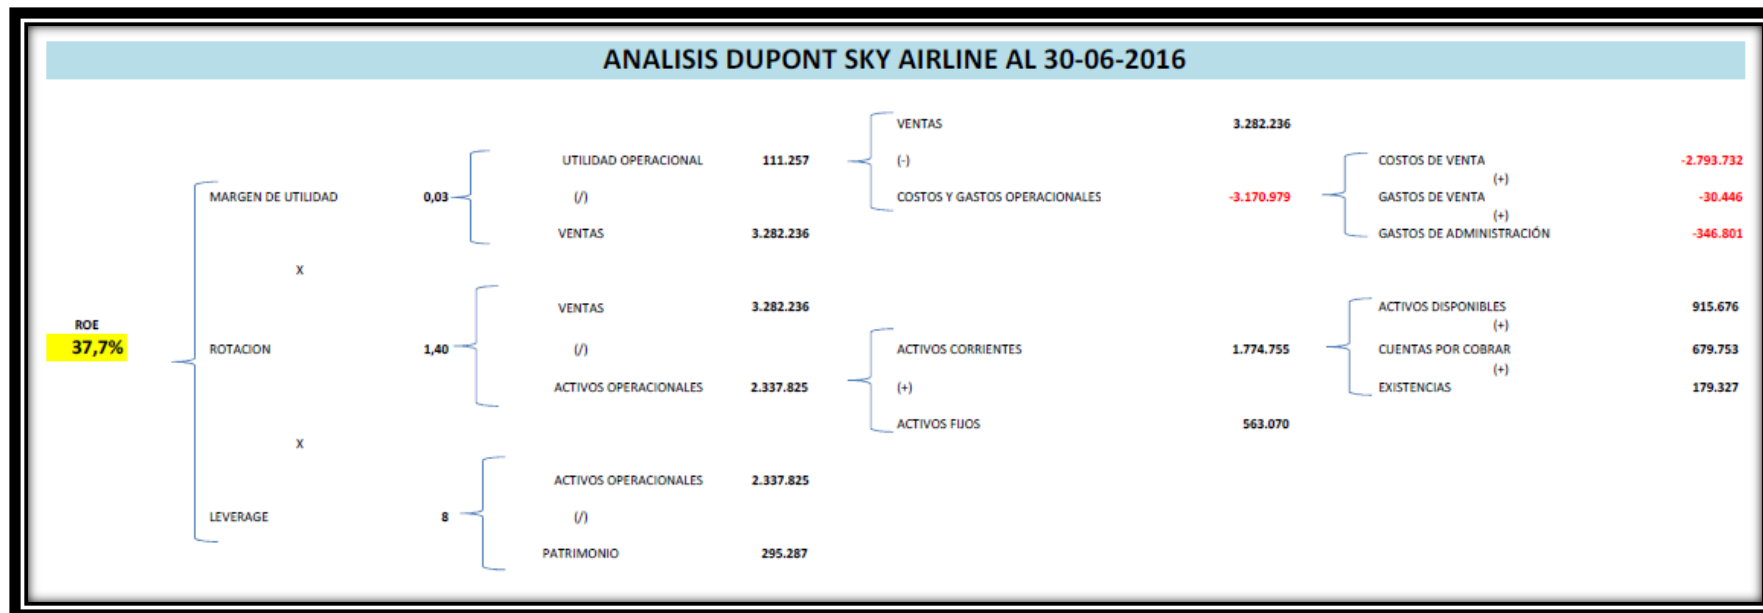 ANALISIS DUPONT SKY AIRLINE AL 30-06-2016
VENTAS 3.282.236
UTILIDAD OPERACIONAL 111.257 (-) COSTOS DE VENTA -2.793.732
(+)
MARGEN DE UTILIDAD 0,03 (/) COSTOS Y GASTOS OPERACIONALES -3.170.979 GASTOS DE VENTA -30.446
(+)
VENTAS 3.282.236 GASTOS DE ADMINISTRACIÓN -346.801
X
VENTAS 3.282.236 ACTIVOS DISPONIBLES 915.676
ROE (+)
37,7% ROTACION 1,40 (/) ACTIVOS CORRIENTES 1.774.755 CUENTAS POR COBRAR 679.753
(+)
ACTIVOS OPERACIONALES 2.337.825 (+) EXISTENCIAS 179.327
ACTIVOS FIJOS 563.070
X
ACTIVOS OPERACIONALES 2.337.825
LEVERAGE 8 (/)
PATRIMONIO 295.287